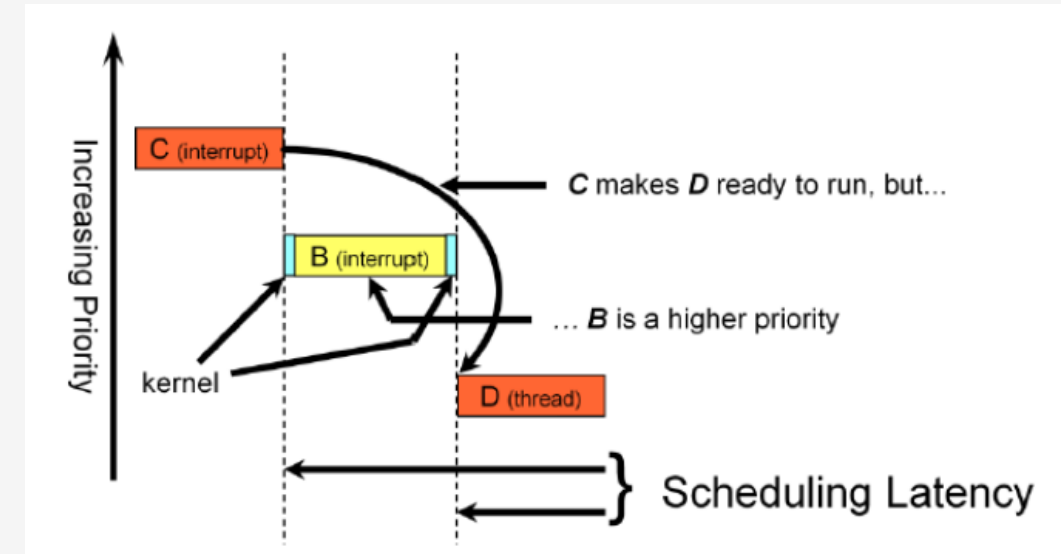 Increasing Priority
C (interrupt)
C makes D ready to run, but...
B (interrupt)
... B is a higher priority
kernel
D (thread)
Scheduling Latency